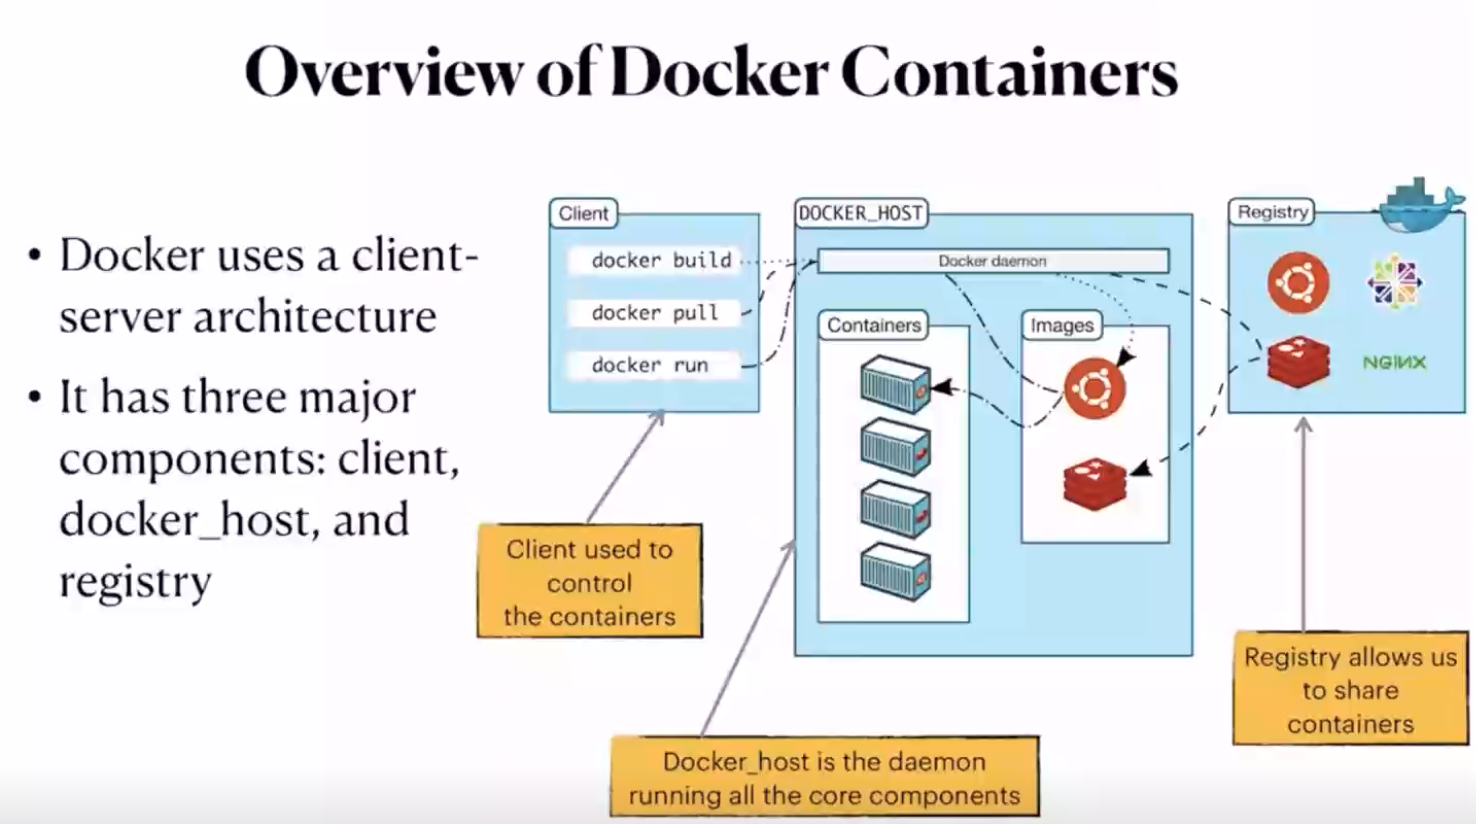 Overview of Docker Containers
• Docker uses a client-
server architecture
• It has three major
components: client,
docker_host, and
registry
Client
docker build
docker pull
docker run
DOCKER_HOST
Docker daemon
Containers
Images
Registry
NGINX
Client used to
control
the containers
Docker_host is the daemon
running all the core components
Registry allows us
to share
containers